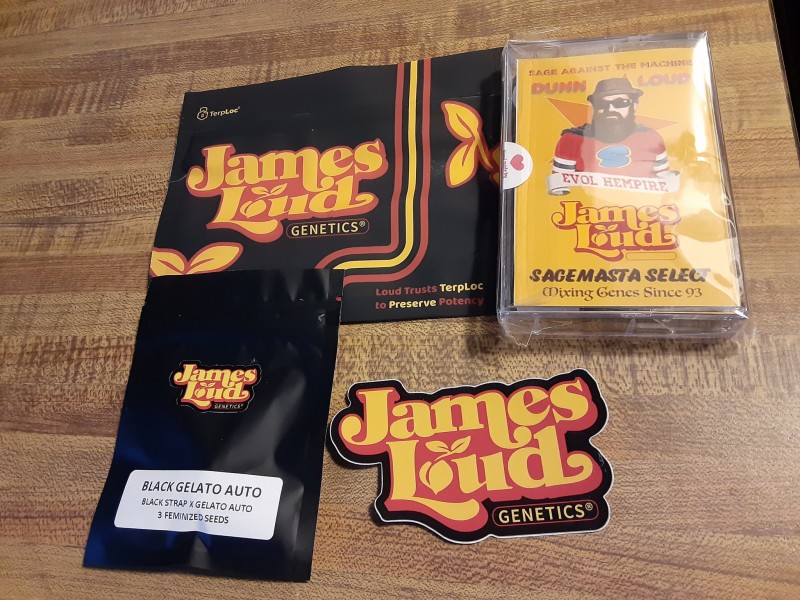 TerpLoc®
James
Loud
GENETICS®
Loud Trusts TerpLoc
to Preserve Potency
SAGE AGAINST THE MACHINE
DUNN LOUD
S
EVOL HEMPIRE
James
Loud
SAGEMASTA SELECT
Mixing Genes Since 93
James
Loud
GENETICS®
BLACK GELATO AUTO
BLACK STRAP X GELATO AUTO
3 FEMINIZED SEEDS
James
Loud
GENETICS®